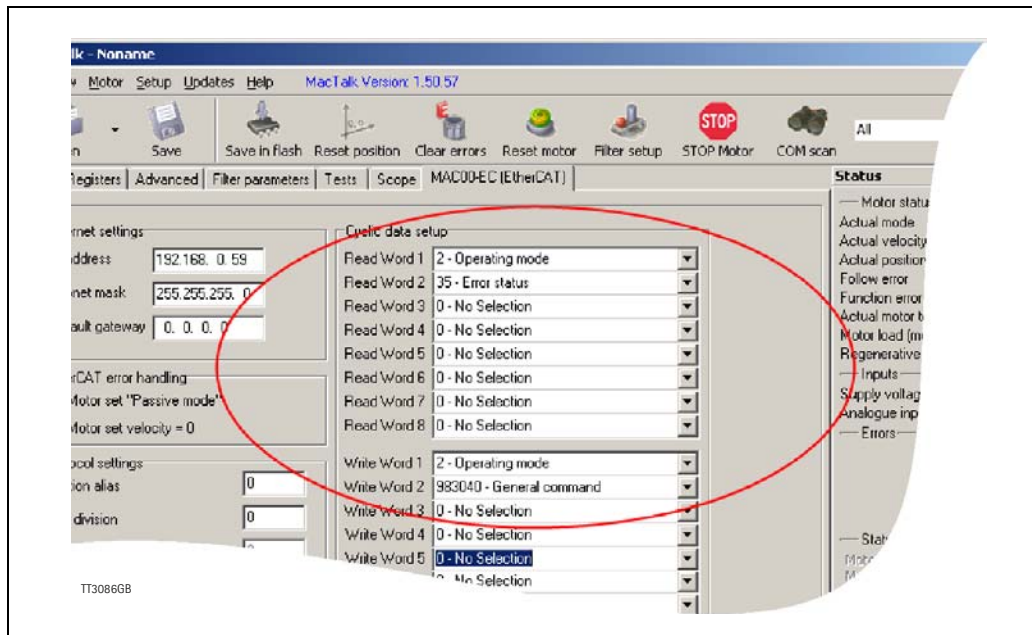 lk - Noname
w Motor Setup Updates Help MacTalk Version: 1.50.57
en Save Save in flash Reset position Clear errors Reset motor Filter setup STOP Motor COM scan All
STOP
Registers Advanced Filter parameters Tests Scope MAC00-EC (EtherCAT) Status
Motor statu
rnet settings Cyclic data setup Actual mode
address 192.168. 0. 59 Read Word 1 2 - Operating mode Actual velocity
Read Word 2 35 - Error status Actual position
net mask 255.255.255. 0 Read Word 3 0 - No Selection Follow error
Function error
ault gateway 0. 0. 0. 0 Read Word 4 0 - No Selection Actual motor t
Read Word 5 0 - No Selection Motor load (m
Regenerative
erCAT error handling Read Word 6 0 - No Selection Inputs
Motor set "Passive mode" Read Word 7 0 - No Selection Supply voltag
Analogue inp
Motor set velocity = 0 Read Word 8 0 - No Selection Errors
ocol settings Write Word 1 2 - Operating mode
ion alias 0 Write Word 2 983040 - General command
division 0 Write Word 3 0 - No Selection
Write Word 4 0 - No Selection Stat
Write Word 5 0 - No Selection
No Selection
TT3086GB